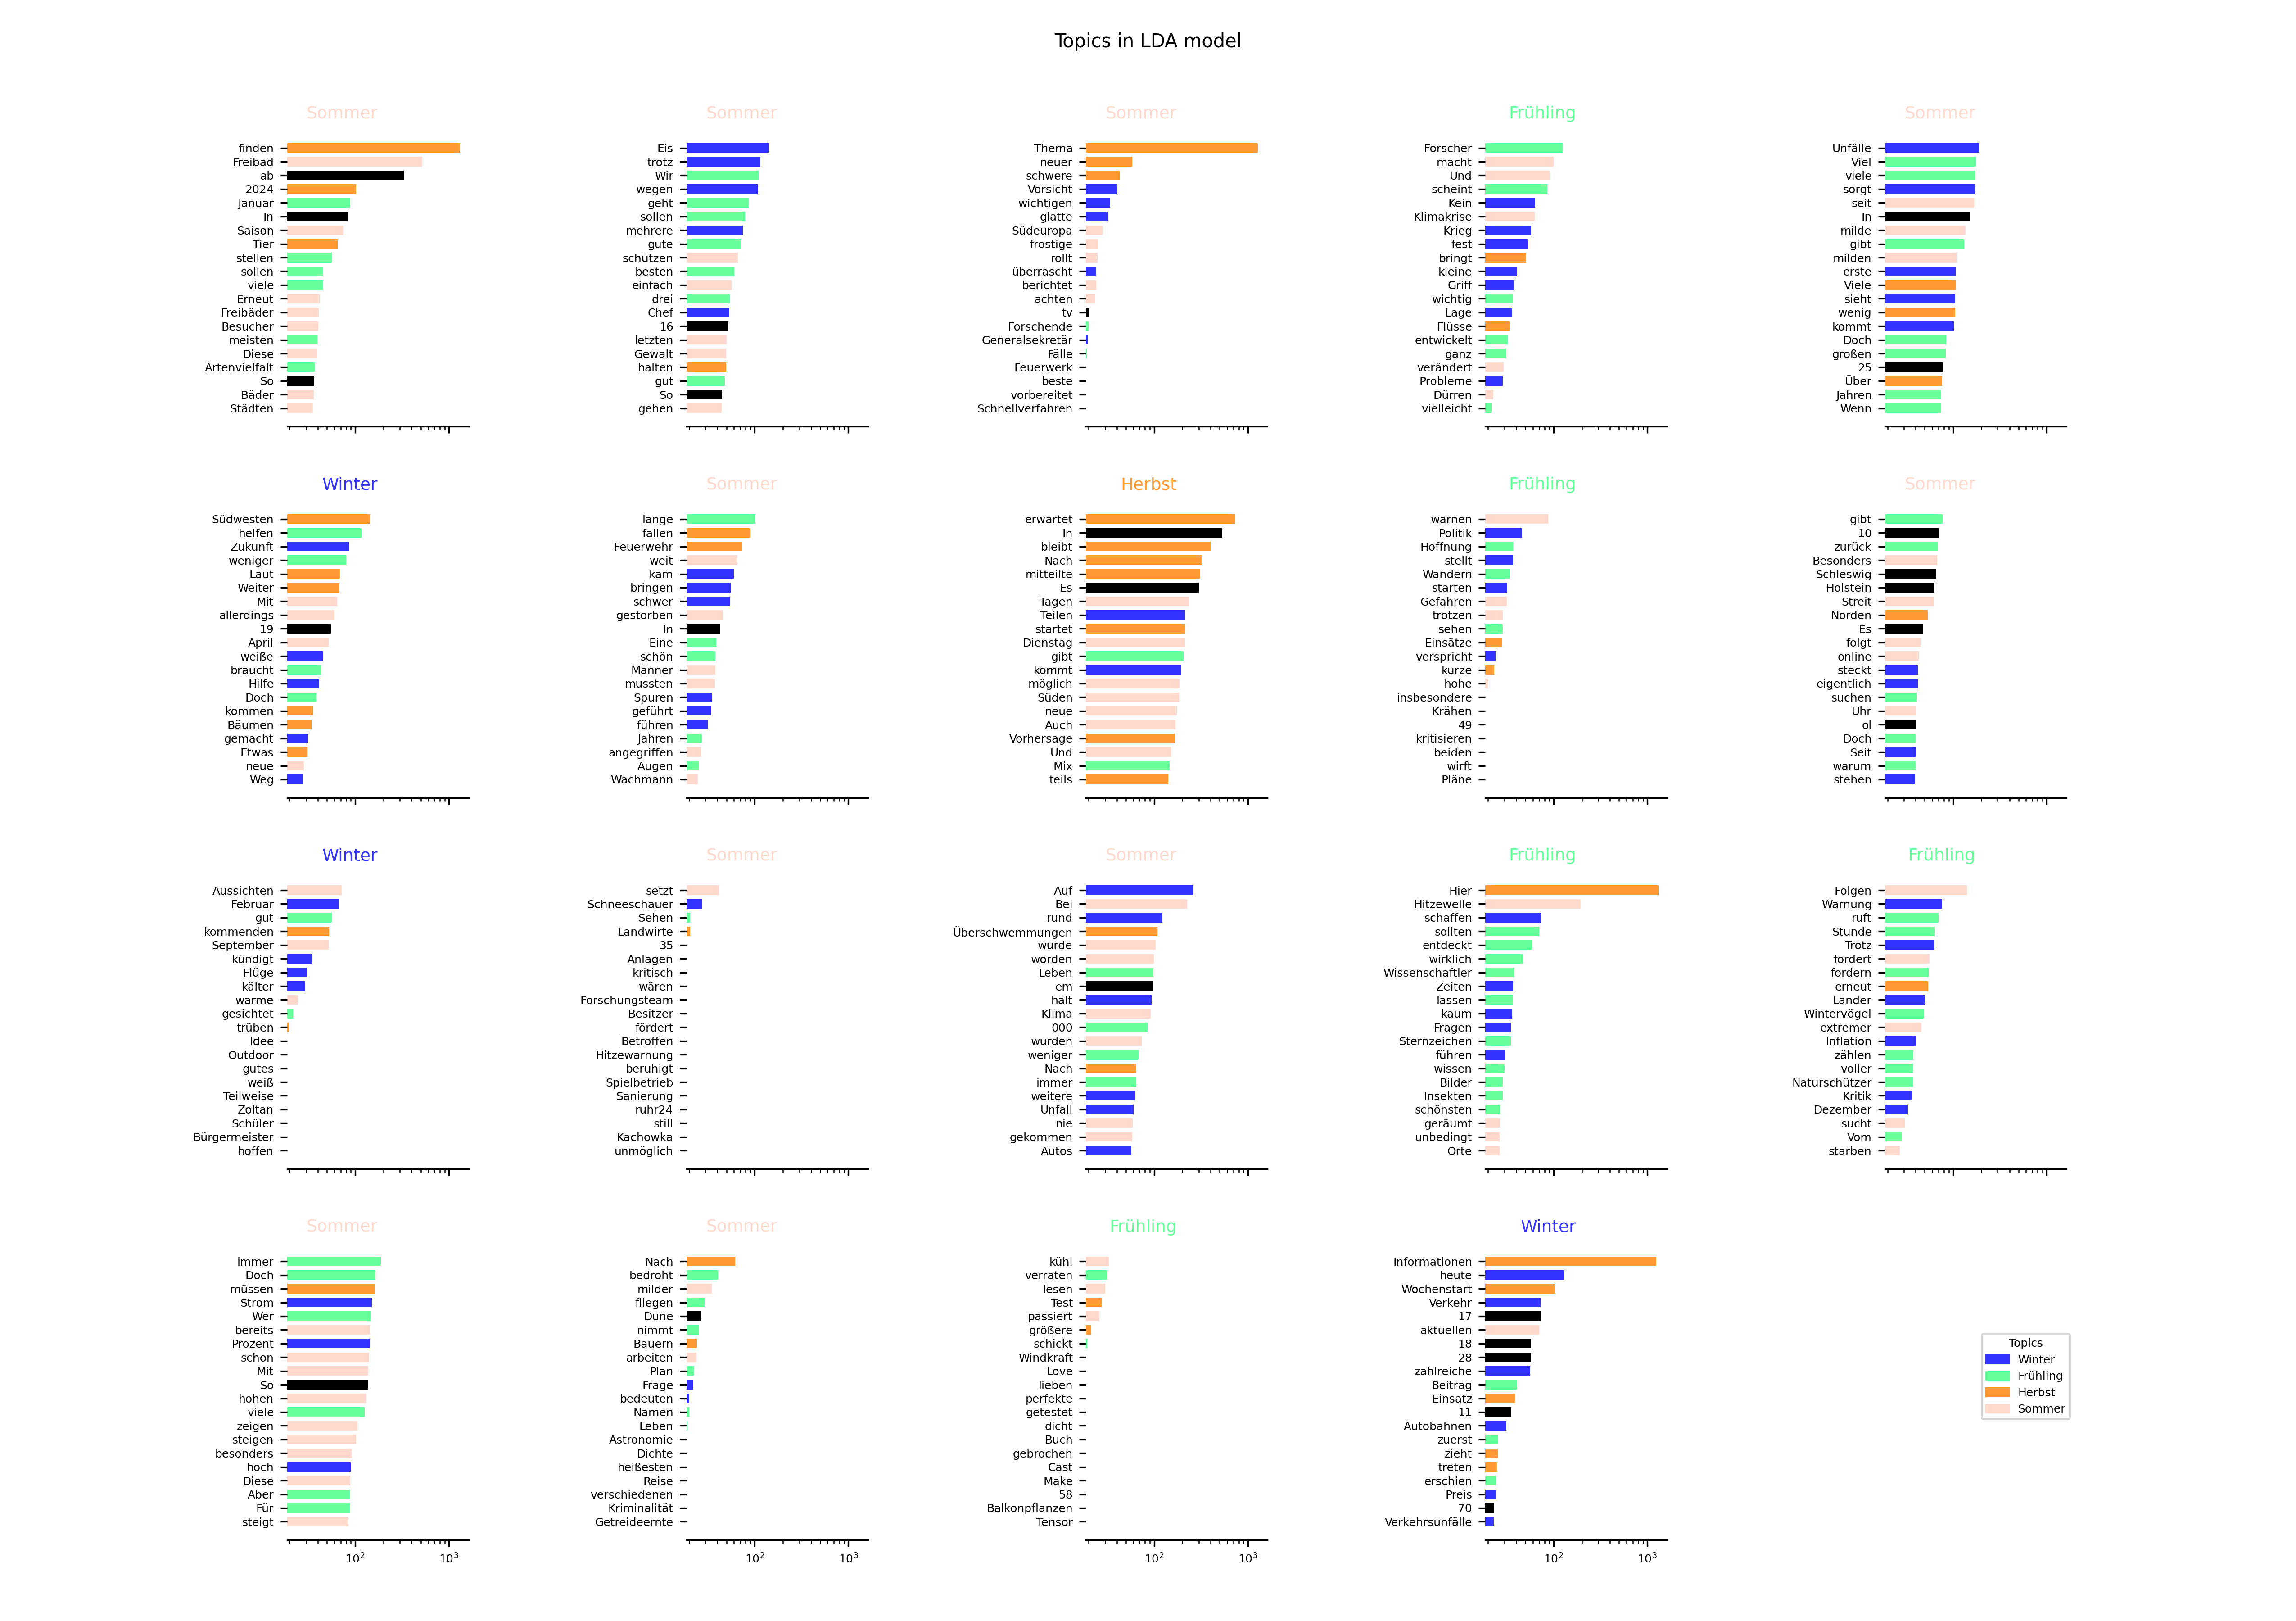 Topics in LDA model
Sommer
finden
Freibad
ab
2024
Januar
In
Saison
Tier
stellen
sollen
viele
Erneut
Freibäder
Besucher
meisten
Diese
Artenvielfalt
So
Bäder
Städten
Sommer
Eis
trotz
Wir
wegen
geht
sollen
mehrere
gute
schützen
besten
einfach
drei
Chef
16
letzten
Gewalt
halten
gut
So
gehen
Sommer
Thema
neuer
schwere
Vorsicht
wichtigen
glatte
Südeuropa
frostige
rollt
überrascht
berichtet
achten
tv
Forschende
Generalsekretär
Fälle
Feuerwerk
beste
vorbereitet
Schnellverfahren
Frühling
Forscher
macht
Und
scheint
Kein
Klimakrise
Krieg
fest
bringt
kleine
Griff
wichtig
Lage
Flüsse
entwickelt
ganz
verändert
Probleme
Dürren
vielleicht
Sommer
Unfälle
Viel
viele
sorgt
seit
In
milde
gibt
milden
erste
Viele
sieht
wenig
kommt
Doch
großen
25
Über
Jahren
Wenn
Winter
Südwesten
helfen
Zukunft
weniger
Laut
Weiter
Mit
allerdings
19
April
weiße
braucht
Hilfe
Doch
kommen
Bäumen
gemacht
Etwas
neue
Weg
Sommer
lange
fallen
Feuerwehr
weit
kam
bringen
schwer
gestorben
In
Eine
schön
Männer
mussten
Spuren
geführt
führen
Jahren
angegriffen
Augen
Wachmann
Herbst
erwartet
In
bleibt
Nach
mitteilte
Es
Tagen
Teilen
startet
Dienstag
gibt
kommt
möglich
Süden
neue
Auch
Vorhersage
Und
Mix
teils
Frühling
warnen
Politik
Hoffnung
stellt
Wandern
starten
Gefahren
trotzen
sehen
Einsätze
verspricht
kurze
hohe
insbesondere
Krähen
49
kritisieren
beiden
wirft
Pläne
Sommer
gibt
10
zurück
Besonders
Schleswig
Holstein
Streit
Norden
Es
folgt
online
steckt
eigentlich
suchen
Uhr
ol
Doch
Seit
warum
stehen
Winter
Aussichten
Februar
gut
kommenden
September
kündigt
Flüge
kälter
warme
gesichtet
trüben
Idee
Outdoor
gutes
weiß
Teilweise
Zoltan
Schüler
Bürgermeister
hoffen
Sommer
setzt
Schneeschauer
Sehen
Landwirte
35
Anlagen
kritisch
wären
Forschungsteam
Besitzer
fördert
Betroffen
Hitzewarnung
beruhigt
Spielbetrieb
Sanierung
ruhr24
still
Kachowka
unmöglich
Sommer
Auf
Bei
rund
Überschwemmungen
wurde
worden
Leben
em
hält
Klima
000
wurden
weniger
Nach
immer
weitere
Unfall
nie
gekommen
Autos
Frühling
Hier
Hitzewelle
schaffen
sollten
entdeckt
wirklich
Wissenschaftler
Zeiten
lassen
kaum
Fragen
Sternzeichen
führen
wissen
Bilder
Insekten
schönsten
geräumt
unbedingt
Orte
Frühling
Folgen
Warnung
ruft
Stunde
Trotz
fordert
fordern
erneut
Länder
Wintervögel
extremer
Inflation
zählen
voller
Naturschützer
Kritik
Dezember
sucht
Vom
starben
Sommer
immer
Doch
müssen
Strom
Wer
bereits
Prozent
schon
Mit
So
hohen
viele
zeigen
steigen
besonders
hoch
Diese
Aber
Für
steigt
10² 10³
Sommer
Nach
bedroht
milder
fliegen
Dune
nimmt
Bauern
arbeiten
Plan
Frage
bedeuten
Namen
Leben
Astronomie
Dichte
heißesten
Reise
verschiedenen
Kriminalität
Getreideernte
10² 10³
Frühling
kühl
verraten
lesen
Test
passiert
größere
schickt
Windkraft
Love
lieben
perfekte
getestet
dicht
Buch
gebrochen
Cast
Make
58
Balkonpflanzen
Tensor
10² 10³
Winter
Informationen
heute
Wochenstart
Verkehr
17
aktuellen
18
28
zahlreiche
Beitrag
Einsatz
11
Autobahnen
zuerst
zieht
treten
erschien
Preis
70
Verkehrsunfälle
10² 10³
Topics
Winter
Frühling
Herbst
Sommer